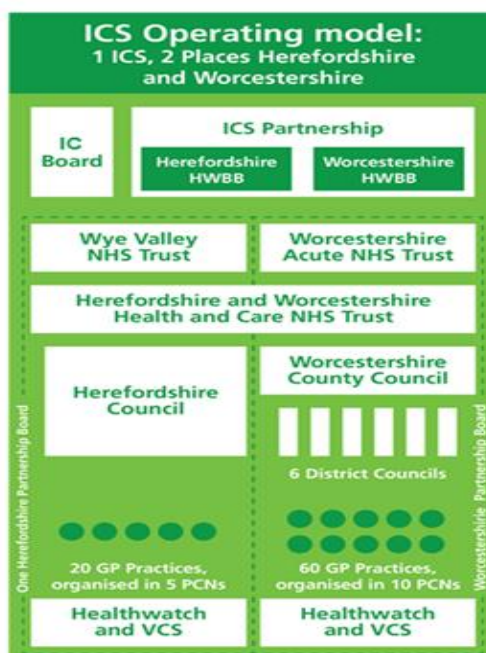 ICS Operating model:
1 ICS, 2 Places Herefordshire
and Worcestershire
IC
Board
ICS Partnership
Herefordshire
HWBB
Worcestershire
HWBB
Wye Valley
NHS Trust
Worcestershire
Acute NHS Trust
Herefordshire and Worcestershire
Health and Care NHS Trust
Herefordshire
Council
Worcestershire
County Council
6 District Councils
One Herefordshire Partnership Board
Worcestershirle Partnership Board
20 GP Practices,
organised in 5 PCNs
60 GP Practices,
organised in 10 PCNs
Healthwatch
and VCS
Healthwatch
and VCS